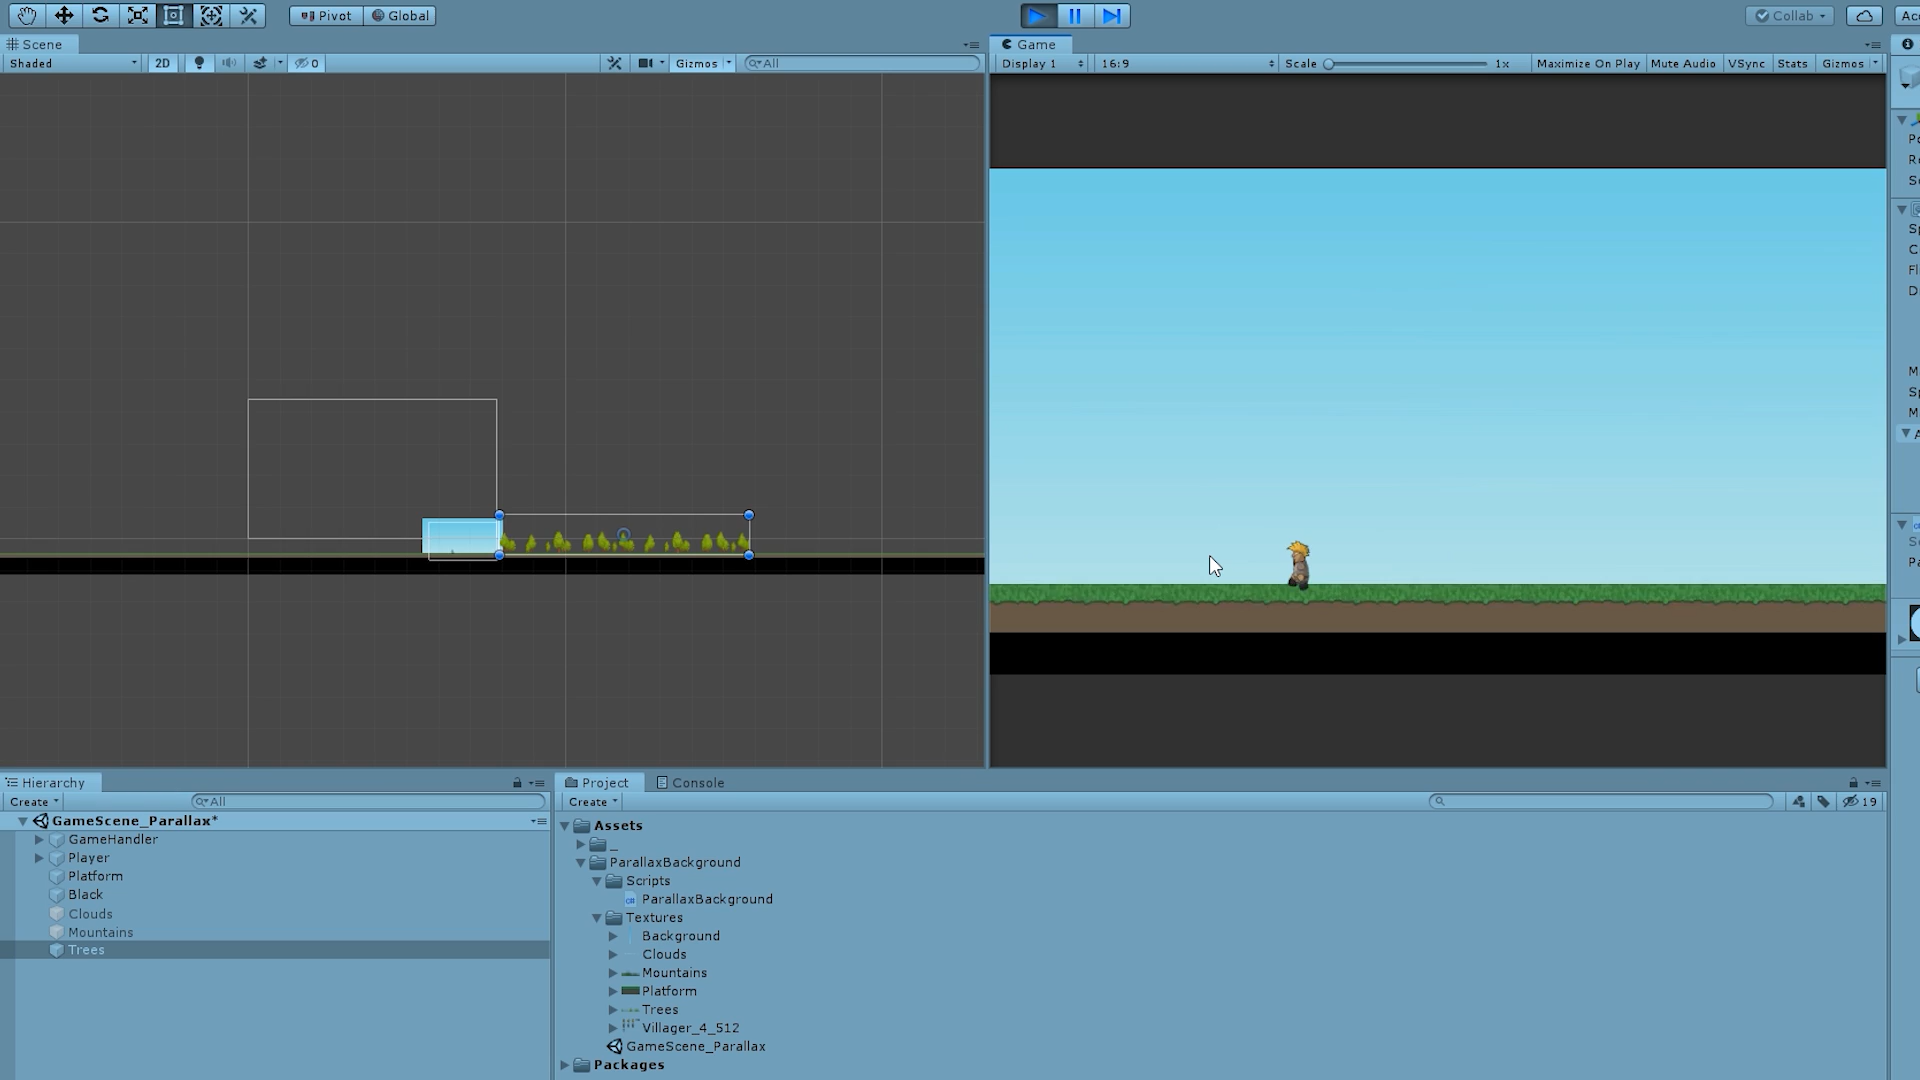 Pivot Global Collab Acc
Scene
Shaded 2D 0 Gizmos All
Game
Display 1 16:9 Scale 1x Maximize On Play Mute Audio VSync Stats Gizmos
Hierarchy
Create All
GameScene_Parallax*
GameHandler
Player
Platform
Black
Clouds
Mountains
Trees
Project Console
Create 19
Assets
_
ParallaxBackground
Scripts
ParallaxBackground
Textures
Background
Clouds
Mountains
Platform
Trees
Villager_4_512
GameScene_Parallax
Packages